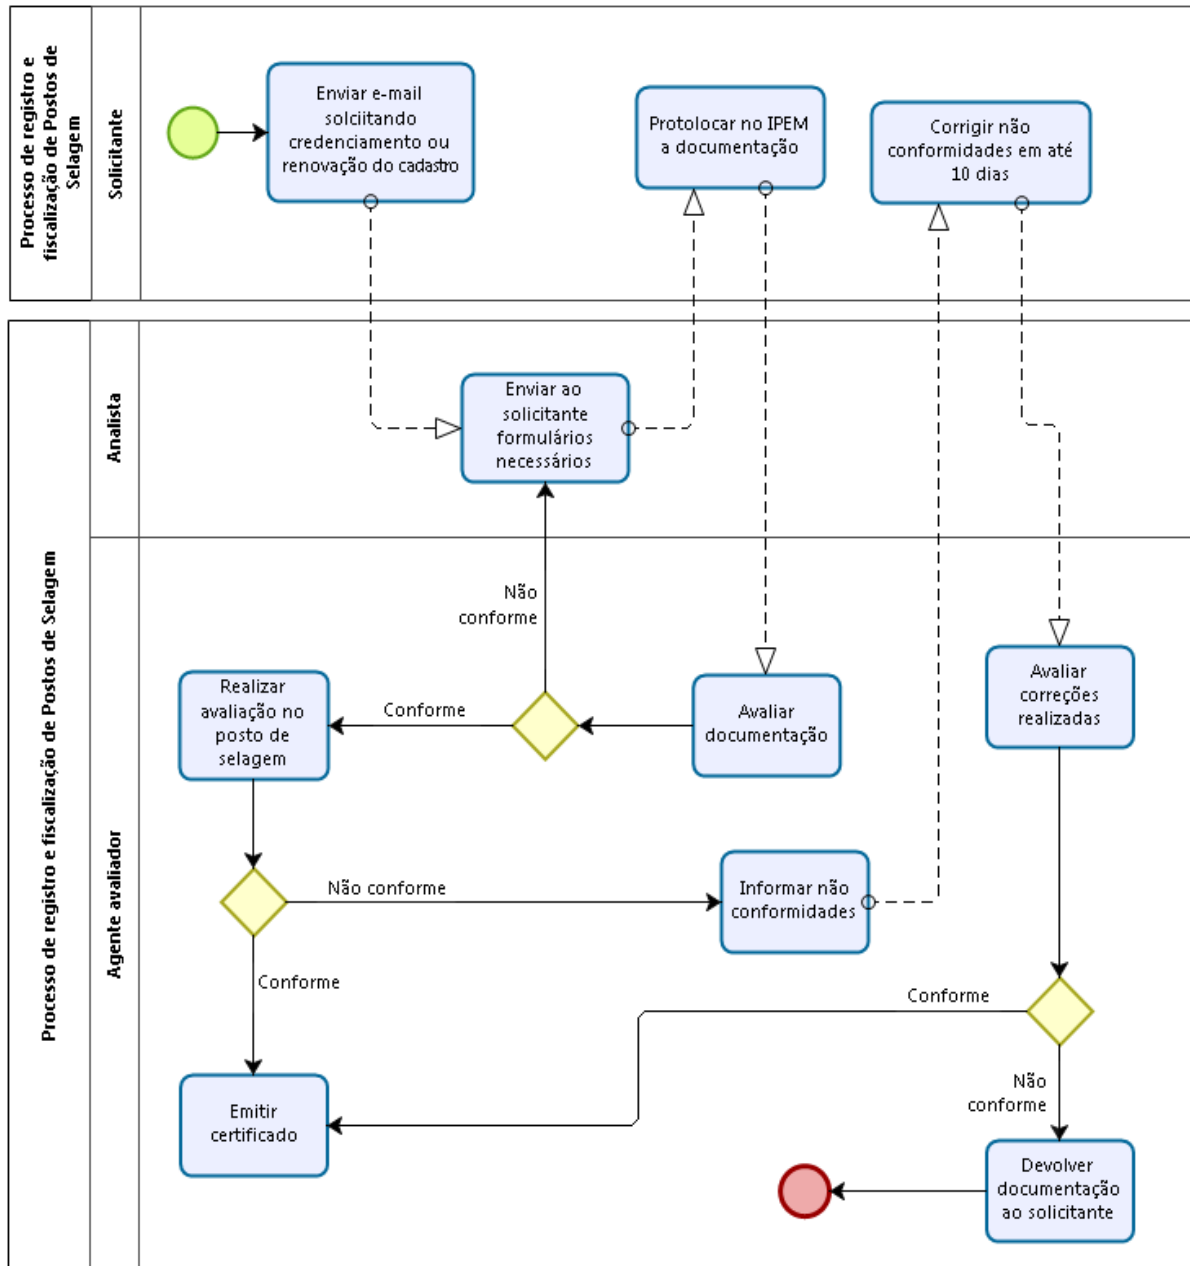 Processo de registro e
fiscalização de Postos de
Selagem
Solicitante
Enviar e-mail
solciitando
credenciamento ou
renovação do cadastro
Protolocar no IPEM
a documentação
Corrigir não
conformidades em até
10 dias
Processo de registro e fiscalização de Postos de Selagem
Analista
Enviar ao
solicitante
formulários
necessários
Agente avaliador
Não
conforme
Realizar
avaliação no
posto de
selagem
Conforme
Avaliar
documentação
Avaliar
correções
realizadas
Não conforme
Informar não
conformidades
Conforme
Conforme
Emitir
certificado
Não
conforme
Devolver
documentação
ao solicitante